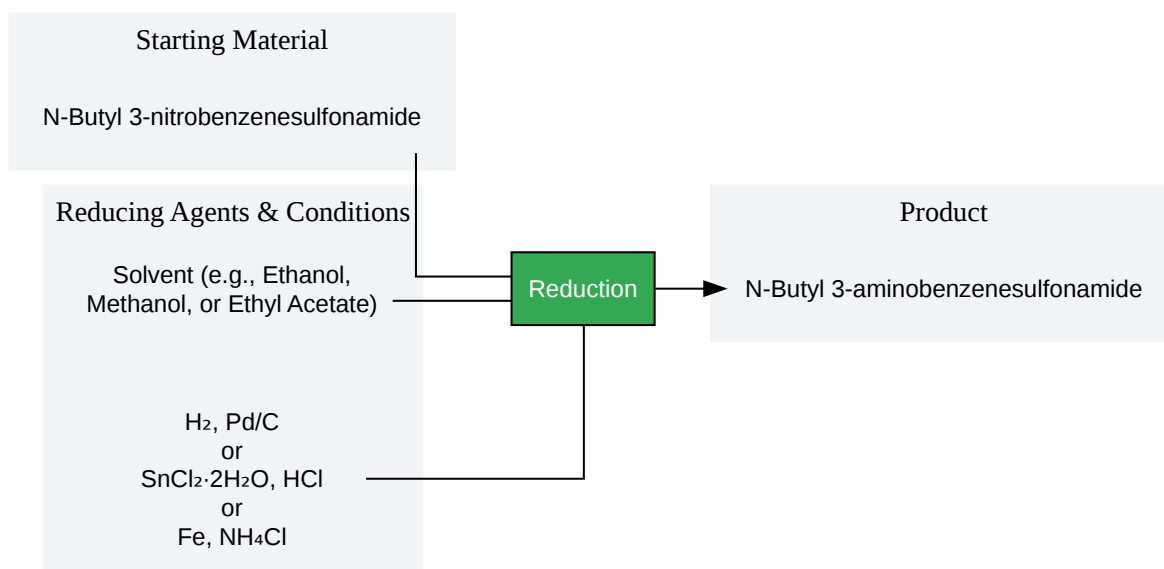 Starting Material
N-Butyl 3-nitrobenzenesulfonamide
Reducing Agents & Conditions
Solvent (e.g., Ethanol,
Methanol, or Ethyl Acetate)
H₂, Pd/C
or
SnCl₂·2H₂O, HCl
or
Fe, NH₄Cl
Reduction
Product
N-Butyl 3-aminobenzenesulfonamide